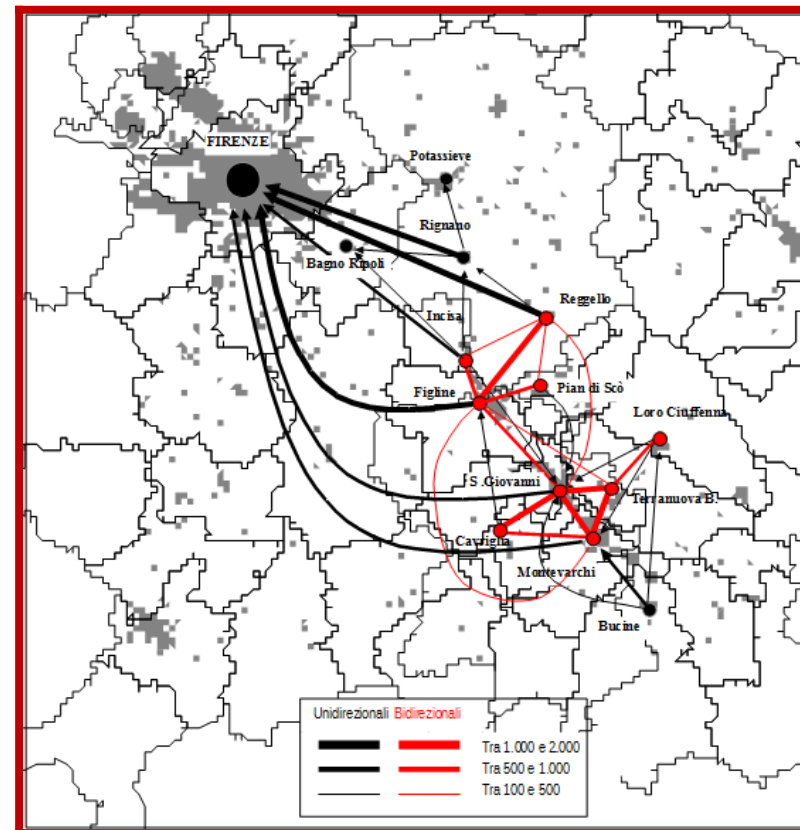 FIRENZE
Potassieve
Rignano
Bagno Ripoli
Reggello
Incisa
Figline
Pian di Scò
Loro Ciuffenna
S .Giovanni
Terranuova B.
Cavriglia
Montevarchi
Bucine
Unidirezionali Bidirezionali
Tra 1.000 e 2.000
Tra 500 e 1.000
Tra 100 e 500